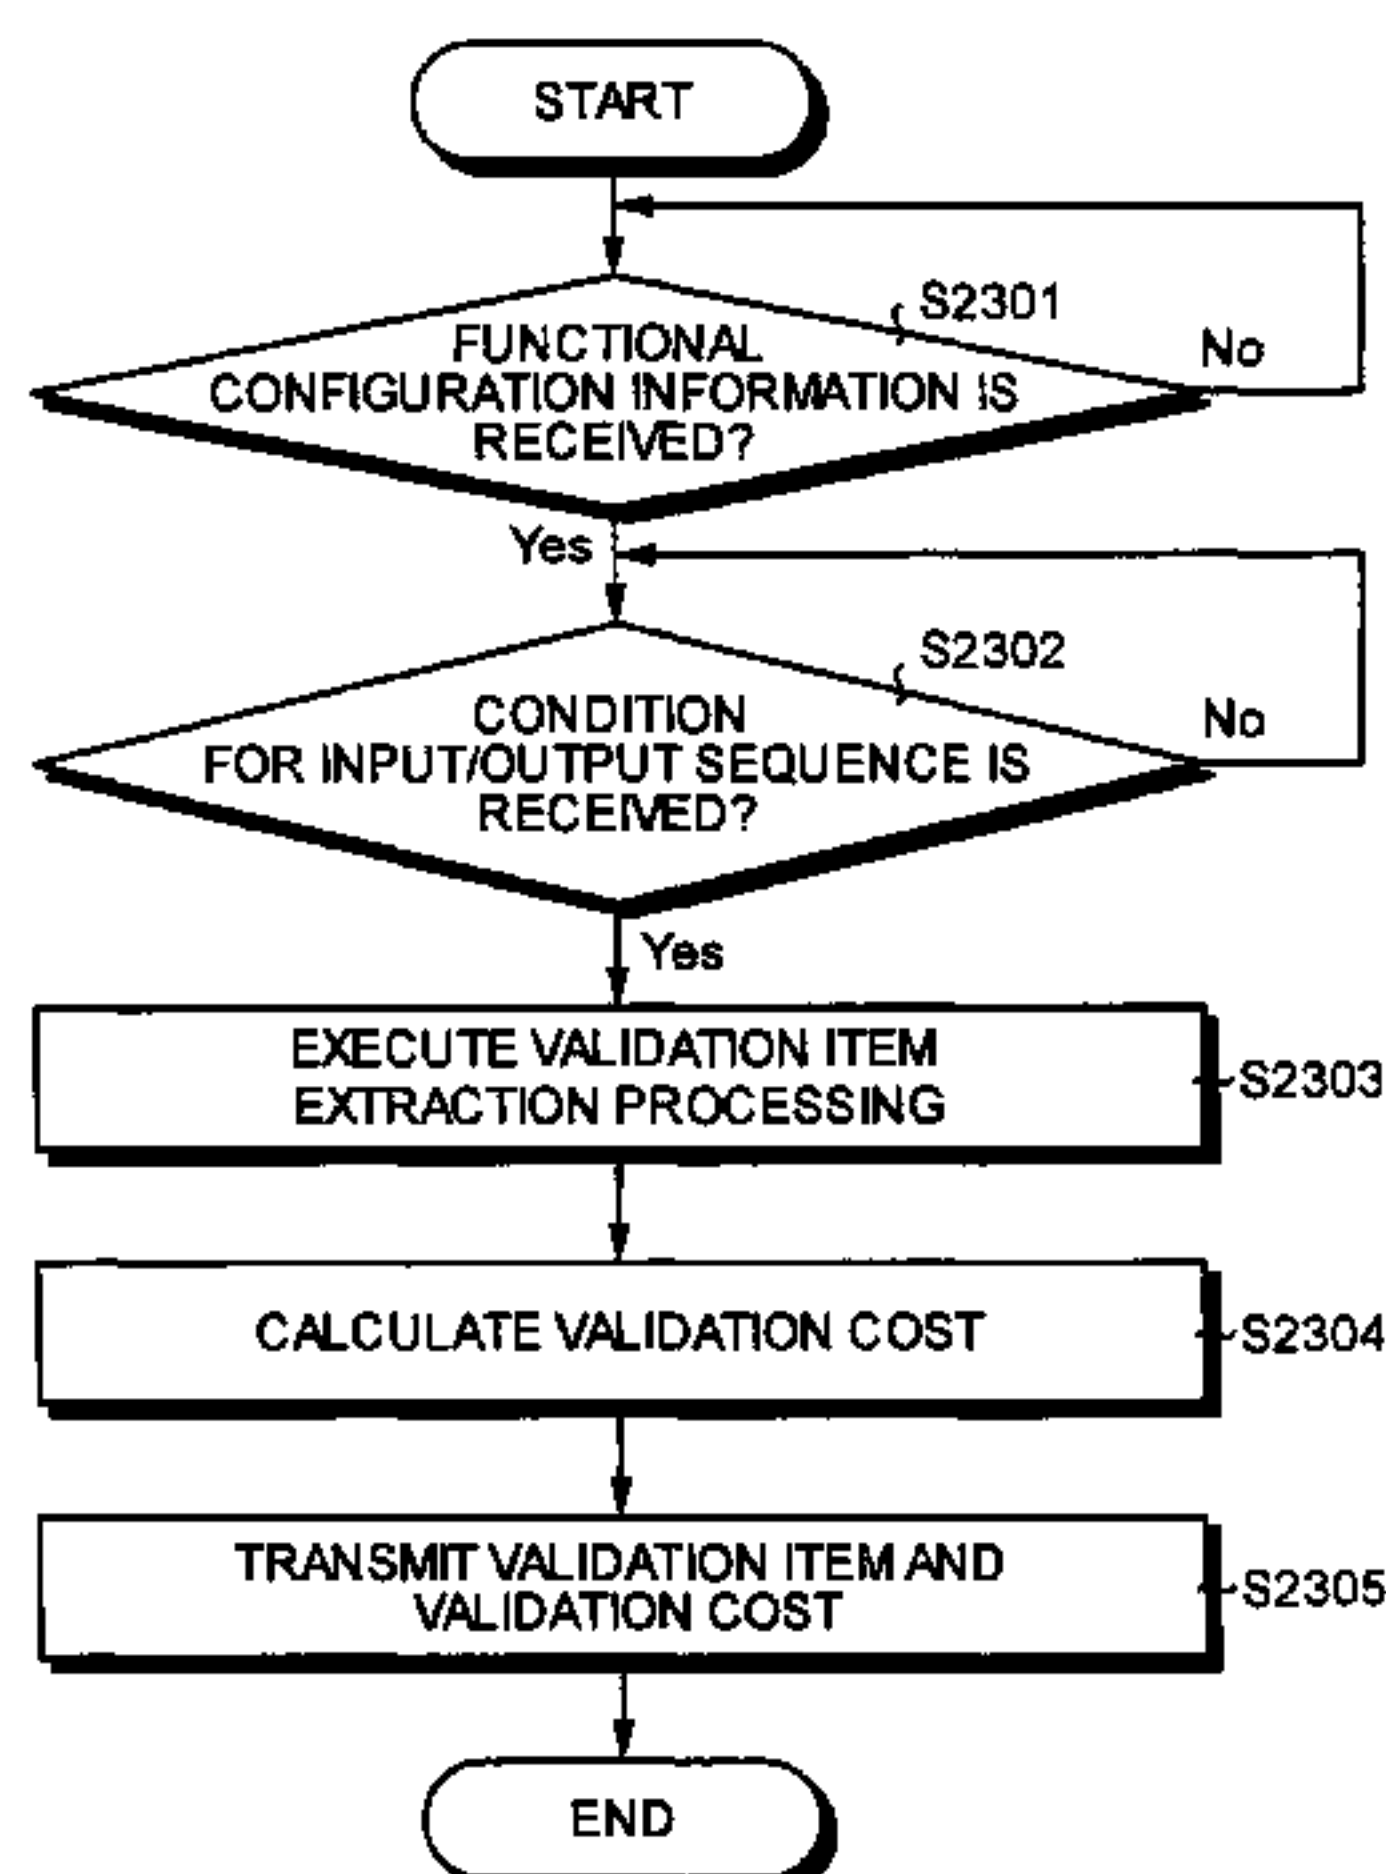 START
S2301
FUNCTIONAL
CONFIGURATION INFORMATION IS
RECEIVED?
No
Yes
S2302
CONDITION
FOR INPUT/OUTPUT SEQUENCE IS
RECEIVED?
No
Yes
EXECUTE VALIDATION ITEM
EXTRACTION PROCESSING
S2303
CALCULATE VALIDATION COST
S2304
TRANSMIT VALIDATION ITEM AND
VALIDATION COST
S2305
END